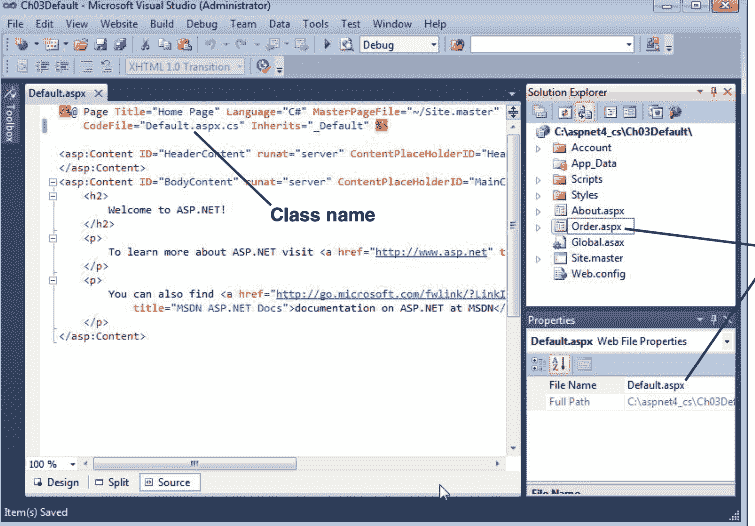 Ch03Default - Microsoft Visual Studio (Administrator)
File Edit View Website Build Debug Team Data Tools Test Window Help
Debug
XHTML 1.0 Transition
Toolbox
Default.aspx
Solution Explorer
<%@ Page Title="Home Page" Language="C#" MasterPageFile="~/Site.master"
CodeFile="Default.aspx.cs" Inherits="_Default" %>
<asp:Content ID="HeaderContent" runat="server" ContentPlaceHolderID="Hea
</asp:Content>
<asp:Content ID="BodyContent" runat="server" ContentPlaceHolderID="MainC
<h2>
Welcome to ASP.NET!
</h2>
<p>
To learn more about ASP.NET visit <a href="http://www.asp.net" t
</p>
<p>
You can also find <a href="http://go.microsoft.com/fwlink/?LinkI
title="MSDN ASP.NET Docs">documentation on ASP.NET at MSDN</
</p>
</asp:Content>
Class name
C:\aspnet4_cs\Ch03Default\
Account
App_Data
Scripts
Styles
About.aspx
Order.aspx
Global.asax
Site.master
Web.config
Properties
Default.aspx Web File Properties
File Name Default.aspx
Full Path C:\aspnet4_cs\Ch03Def
File Name
100 %
Design Split Source
Item(s) Saved